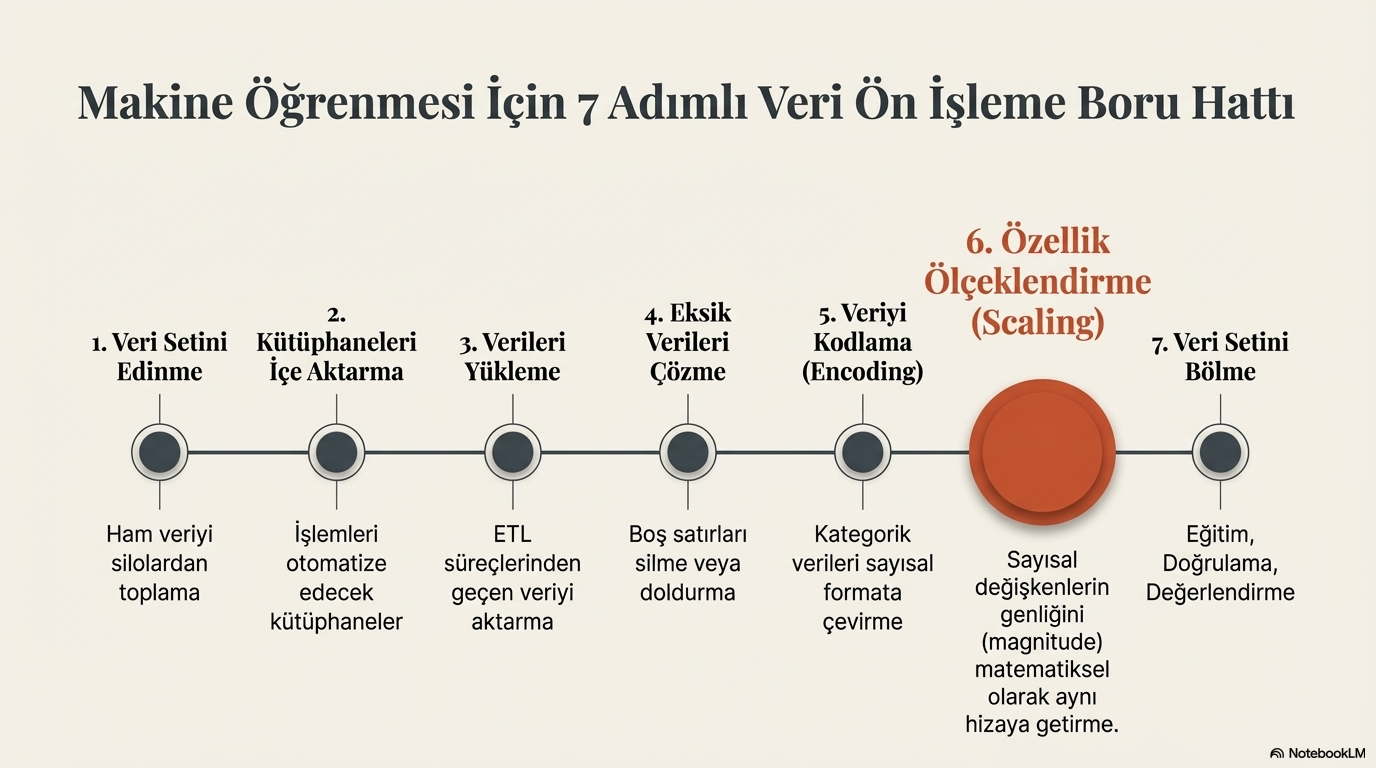 Makine Öğrenmesi İçin 7 Adımlı Veri Ön İşleme Boru Hattı
1. Veri Setini
Edinme
Ham veriyi
silolardan
toplama
2.
Kütüphaneleri
İçe Aktarma
İşlemleri
otomatize
edecek
kütüphaneler
3. Verileri
Yükleme
ETL
süreçlerinden
geçen veriyi
aktarma
4. Eksik
Verileri
Çözme
Boş satırları
silme veya
doldurma
5. Veriyi
Kodlama
(Encoding)
Kategorik
verileri sayısal
formata
çevirme
6. Özellik
Ölçeklendirme
(Scaling)
Sayısal
değişkenlerin
genliğini
(magnitude)
matematiksel
olarak aynı
hizaya getirme.
7. Veri Setini
Bölme
Eğitim,
Doğrulama,
Değerlendirme
NotebookLM